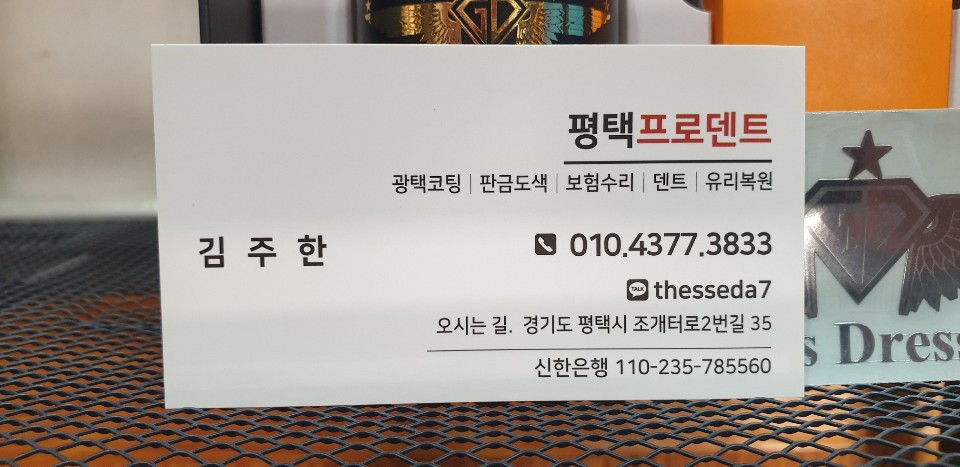 평택프로덴트
광택코팅 | 판금도색 | 보험수리 | 덴트 | 유리복원
김 주 한
010.4377.3833
TALK thesseda7
오시는 길. 경기도 평택시 조개터로2번길 35
신한은행 110-235-785560
GD
s Dress